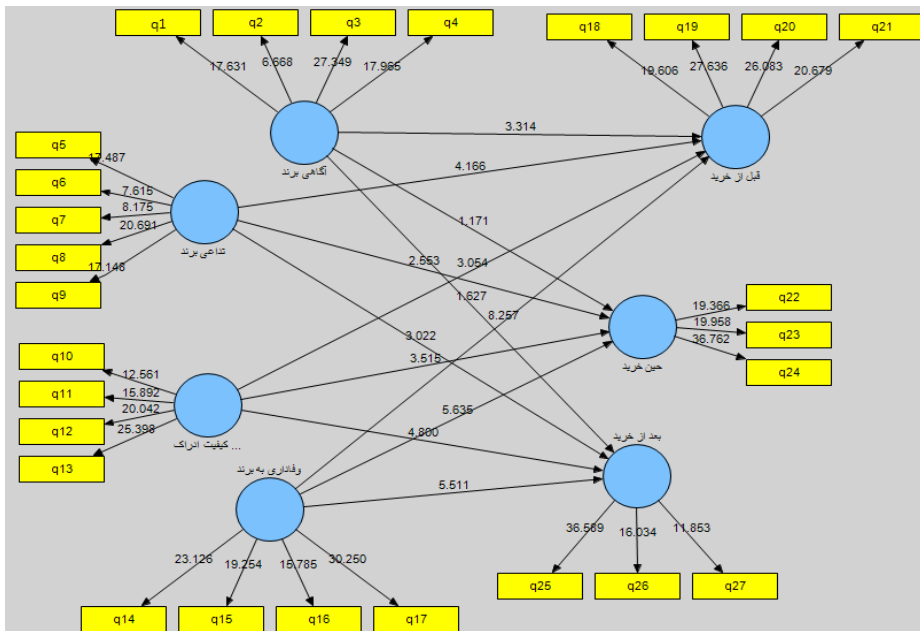 q1
q2
q3
q4
q18
q19
q20
q21
17.631
6.668
27.349
17.965
19.606
27.636
26.083
20.679
آگاهی برند
3.314
قبل از خرید
4.166
q5
q6
q7
q8
q9
17.487
7.615
8.175
20.691
17.146
تداعی برند
1.171
2.553
3.054
1.627
8.257
3.022
3.515
q22
q23
q24
19.366
19.958
36.762
حین خرید
q10
q11
q12
q13
12.561
15.892
20.042
25.398
کیفیت ادراک ...
5.635
4.800
بعد از خرید
وفاداری به برند
5.511
23.126
19.254
15.785
30.250
36.589
16.034
11.853
q25
q26
q27
q14
q15
q16
q17